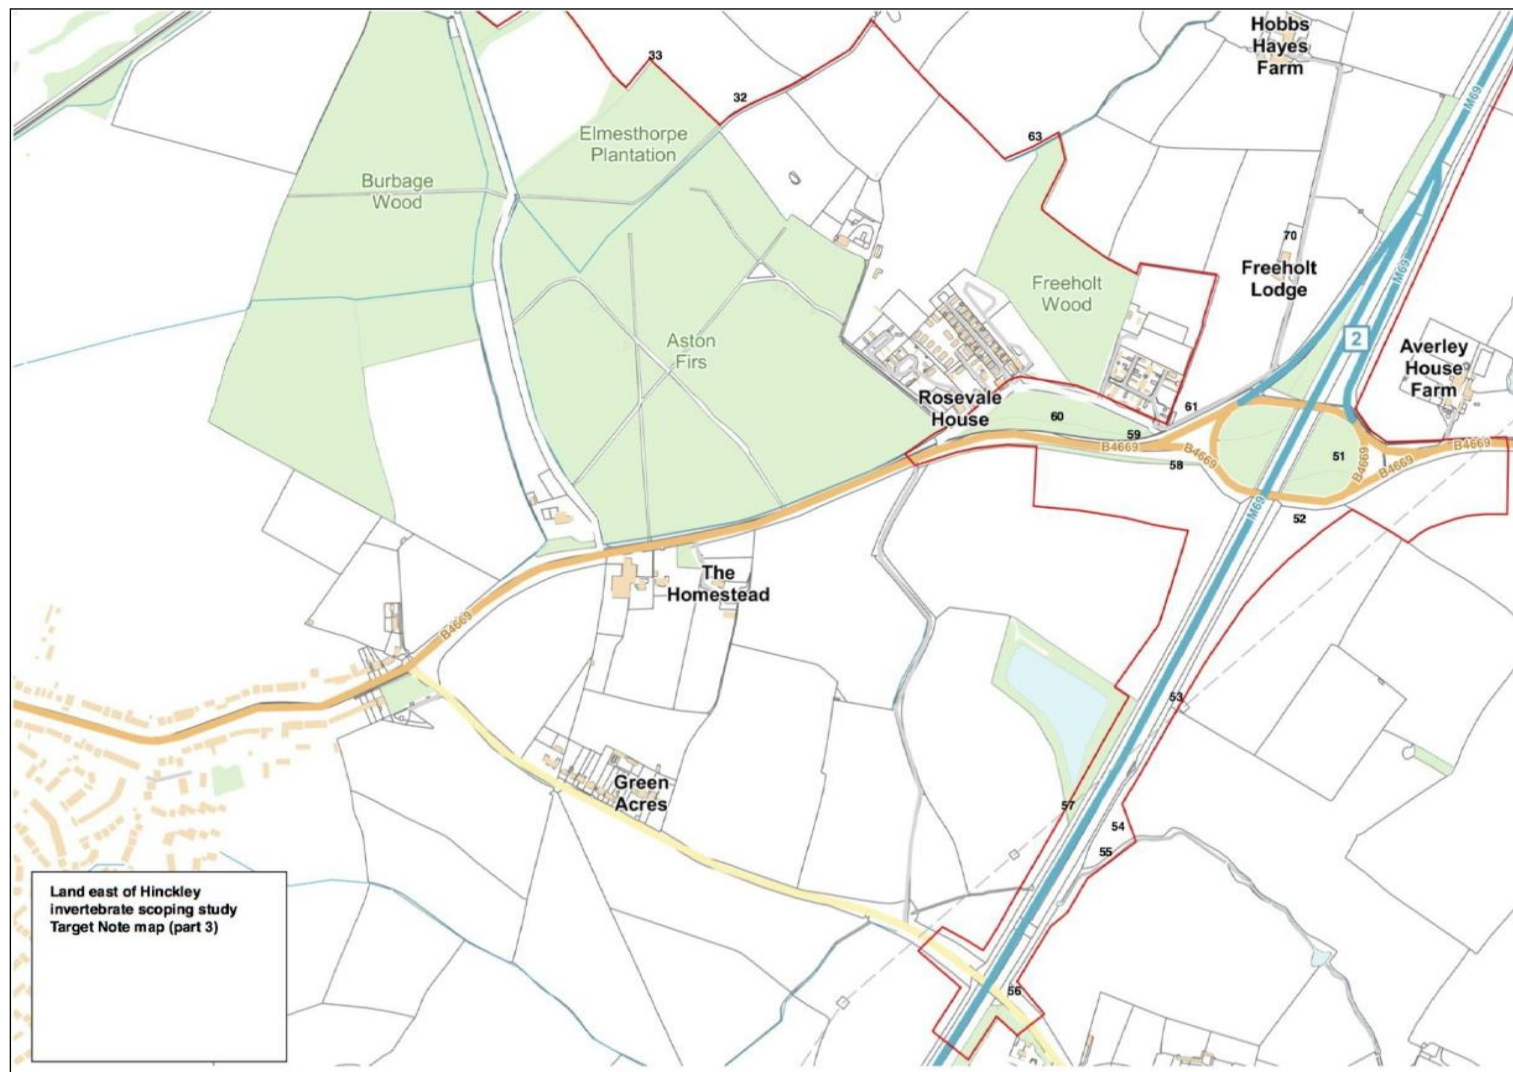 Hobbs
Hayes
Farm
33
32
M69
Elmesthorpe
Plantation
63
Burbage
Wood
70
Freeholt
Lodge
Freeholt
Wood
M69
2
Aston
Firs
Averley
House
Farm
Rosevale
House
60
61
59
B4669
B4669
58
51
B4669
B4669
B4669
M69
52
The
Homestead
B4669
53
Green
Acres
57
54
55
56
Land east of Hinckley
invertebrate scoping study
Target Note map (part 3)